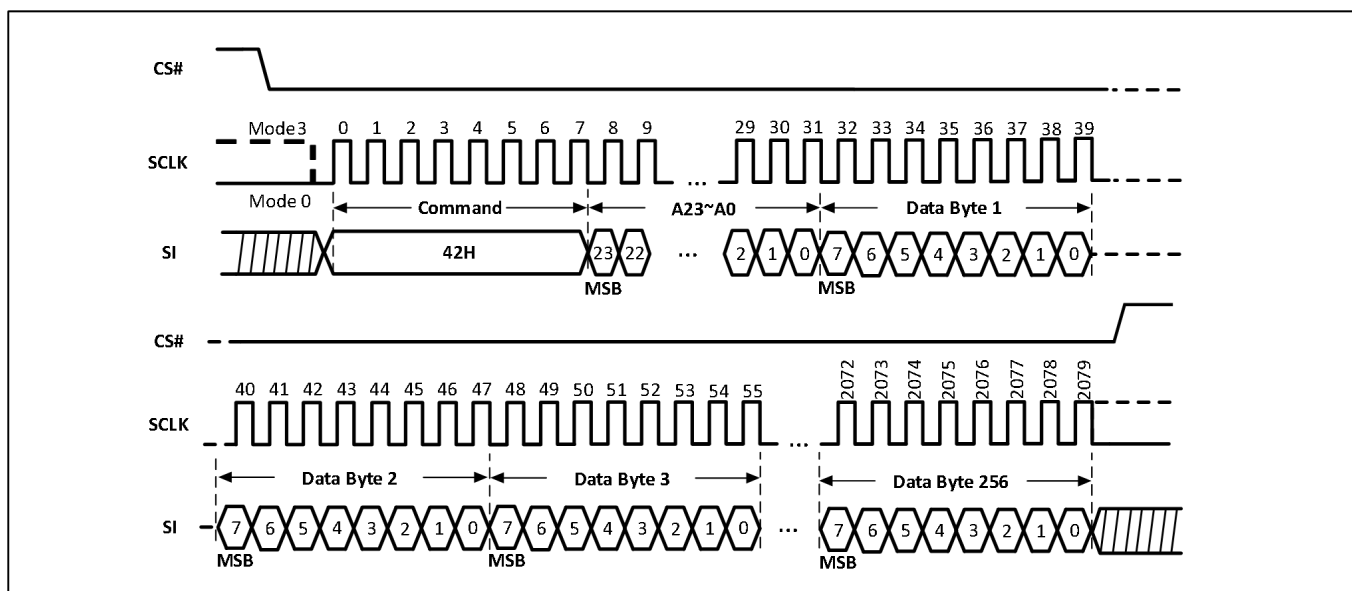 CS#
Mode3 0 1 2 3 4 5 6 7 8 9 29 30 31 32 33 34 35 36 37 38 39
SCLK ...
Mode 0 Command A23~A0 Data Byte 1
SI 42H 23 22 ... 2 1 0 7 6 5 4 3 2 1 0
MSB MSB
CS#
40 41 42 43 44 45 46 47 48 49 50 51 52 53 54 55 2072 2073 2074 2075 2076 2077 2078 2079
SCLK ...
Data Byte 2 Data Byte 3 Data Byte 256
SI 7 6 5 4 3 2 1 0 7 6 5 4 3 2 1 0 ... 7 6 5 4 3 2 1 0
MSB MSB MSB